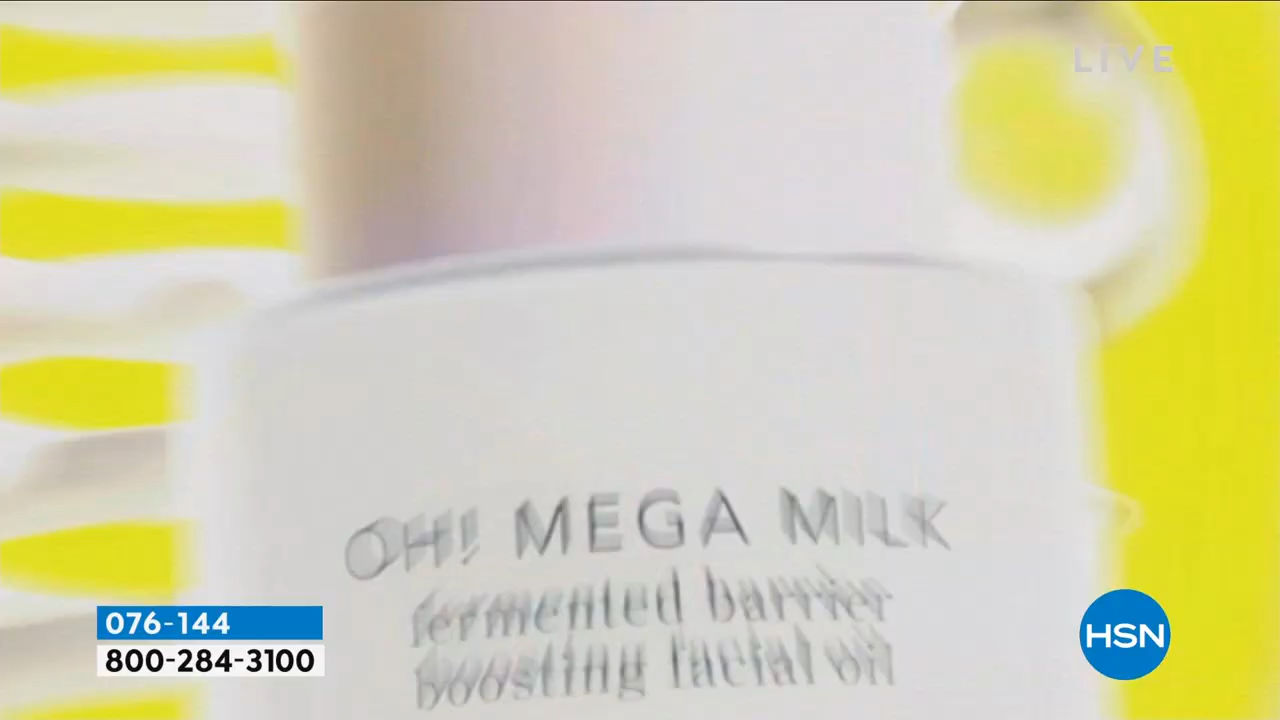 LIVE
OH! MEGA MILK
fermented barrier
boosting facial oil
076-144
800-284-3100
HSN